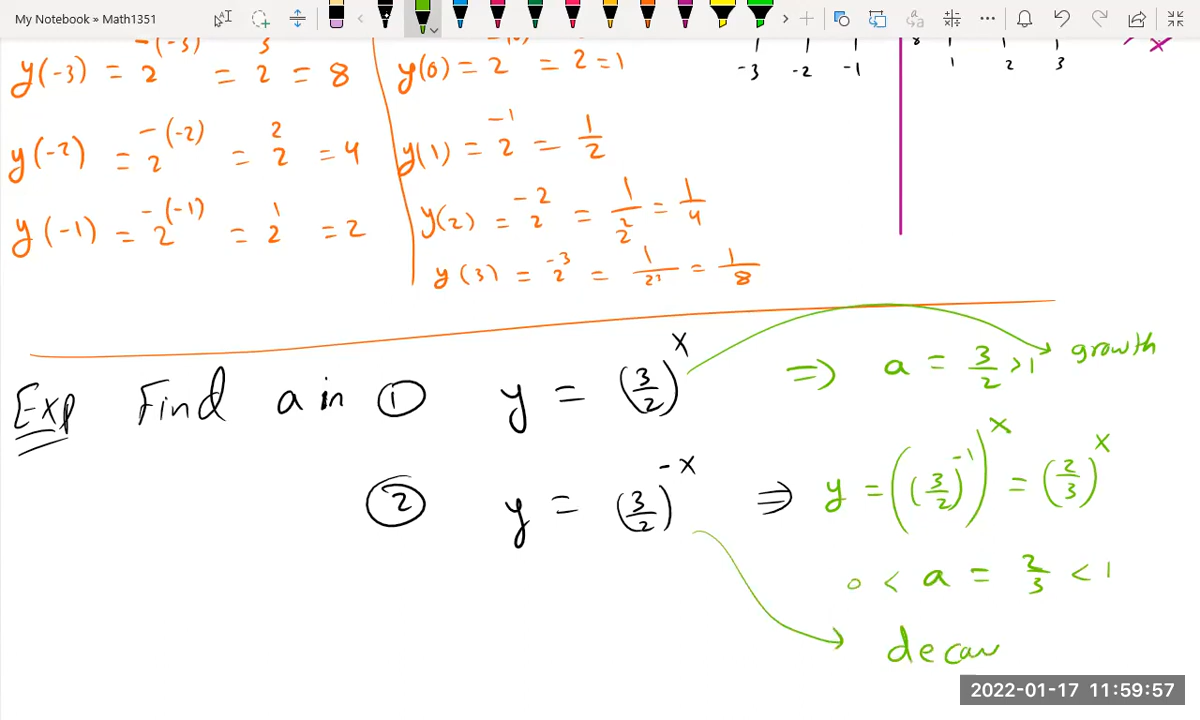 My Notebook » Math1351
y(-3) = 2^-(-3) = 2^3 = 8
y(-2) = 2^-(-2) = 2^2 = 4
y(-1) = 2^-(-1) = 2^1 = 2
y(0) = 2^-(0) = 2 = 1
y(1) = 2^-1 = 1/2
y(2) = 2^-2 = 1/2^2 = 1/4
y(3) = 2^-3 = 1/2^3 = 1/8
-3 -2 -1 1 2 3
x
Exp Find a in ① y = (3/2)^x ⇒ a = 3/2 > 1 growth
② y = (3/2)^-x ⇒ y = ((3/2)^-1)^x = (2/3)^x
0 < a = 2/3 < 1
decay
2022-01-17 11:59:57